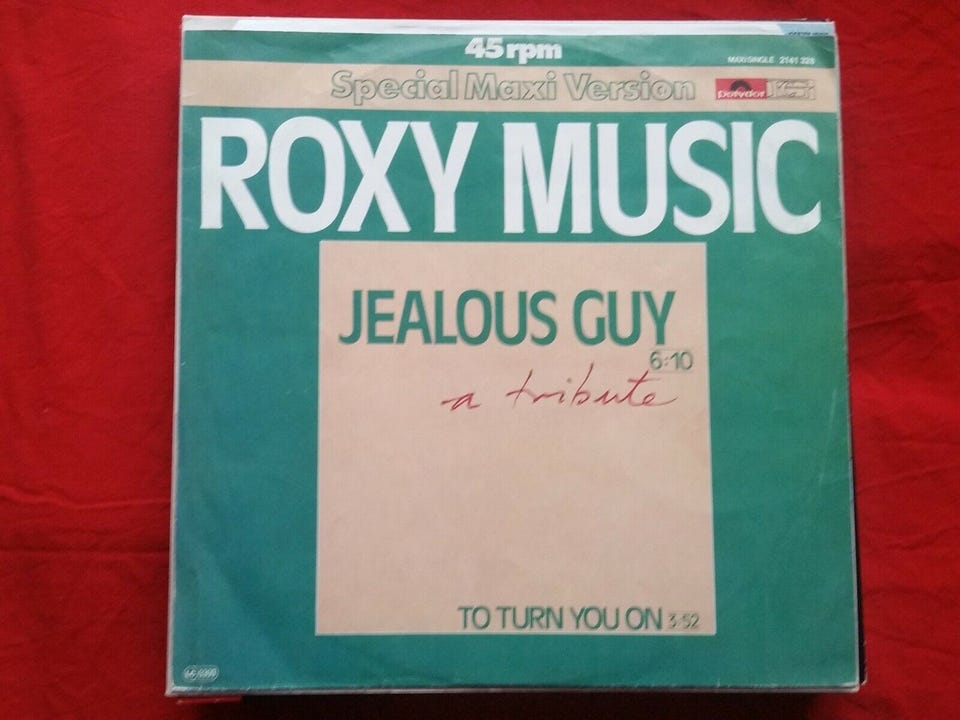 45 rpm
MAXISINGLE 2141 328
Special Maxi Version polydor
ROXY MUSIC
JEALOUS GUY
6:10
a tribute
TO TURN YOU ON 3:52